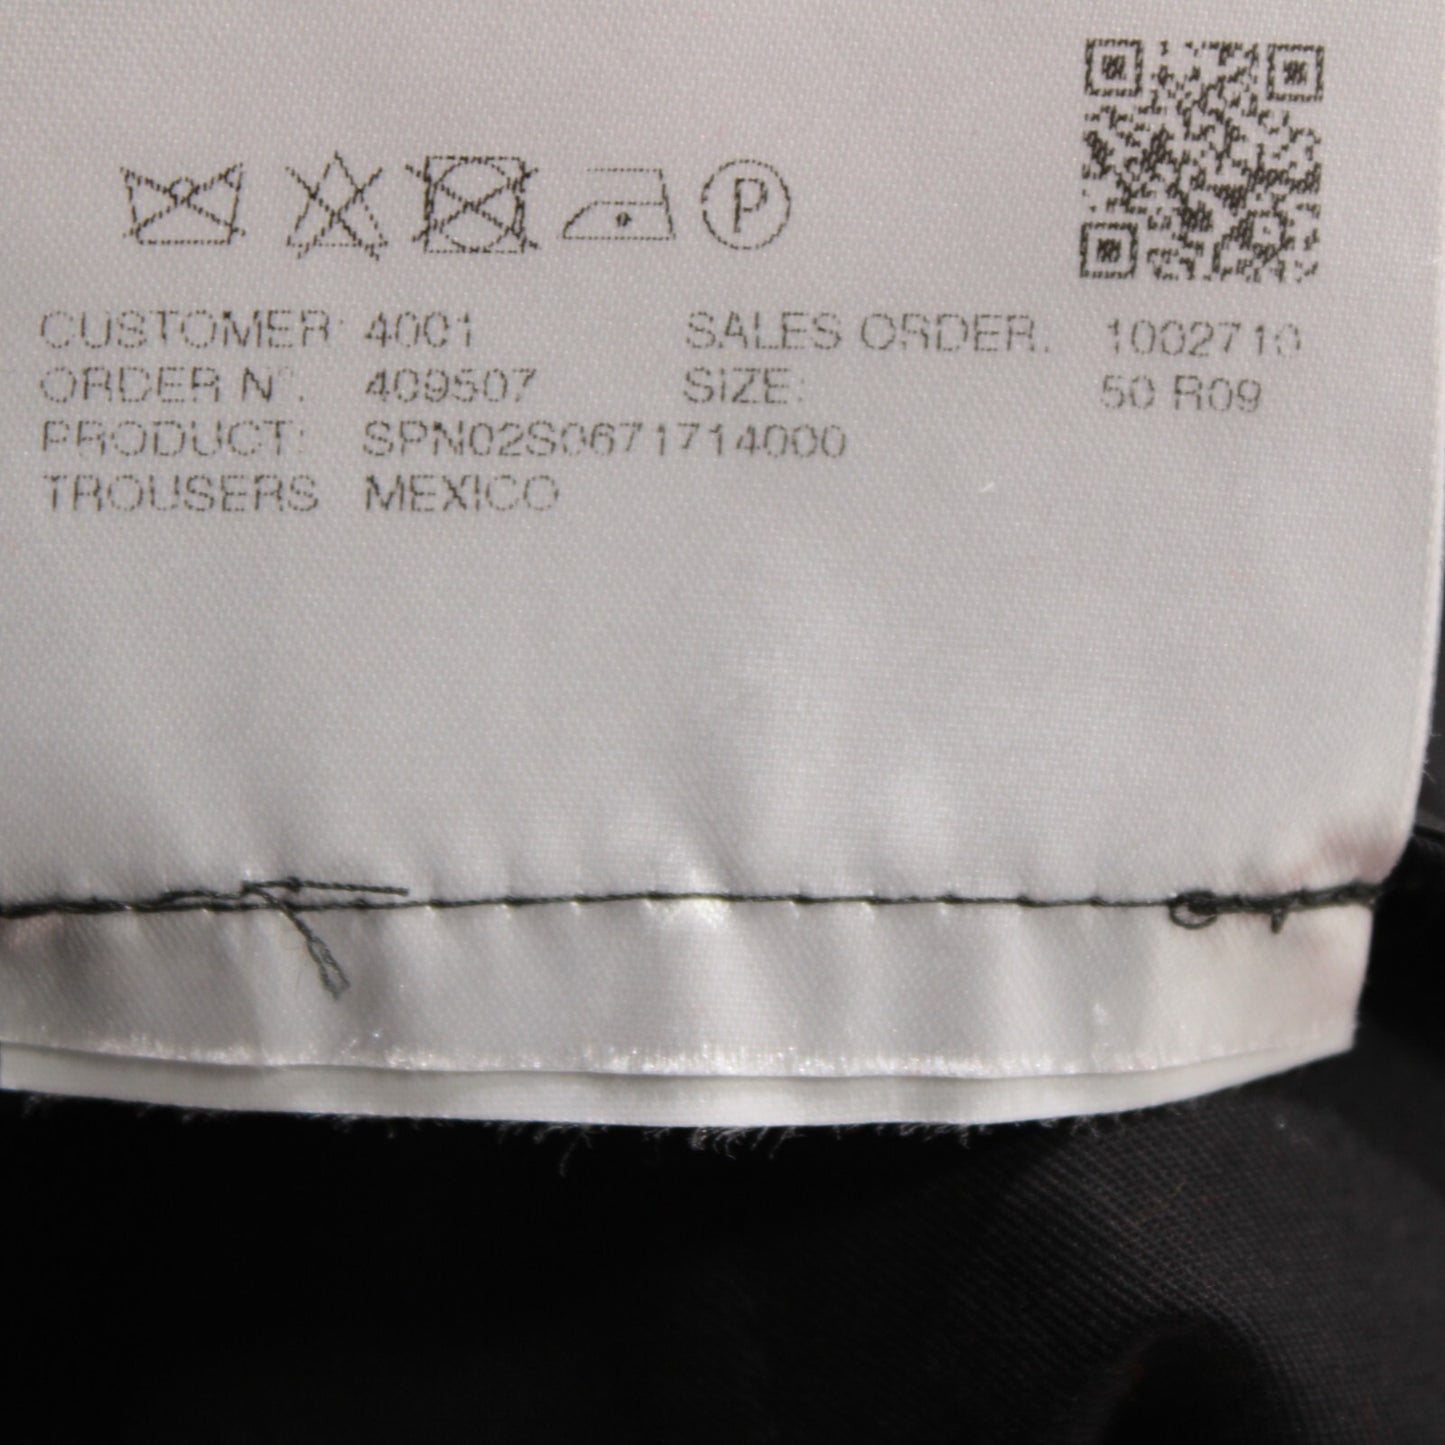 P
CUSTOMER: 4001 SALES ORDER: 1002710
ORDER N°: 409507 SIZE: 50 R09
PRODUCT: SPN02S0671714000
TROUSERS MEXICO